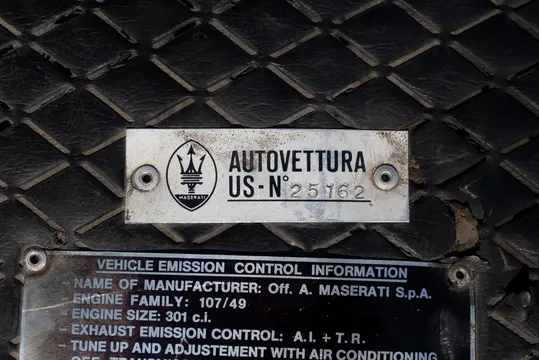 AUTOVETTURA
US-N° 25162
MASERATI
VEHICLE EMISSION CONTROL INFORMATION
- NAME OF MANUFACTURER: Off. A. MASERATI S.p.A.
- ENGINE FAMILY: 107/49
- ENGINE SIZE: 301 c.i.
- EXHAUST EMISSION CONTROL: A.I. + T.R.
- TUNE UP AND ADJUSTEMENT WITH AIR CONDITIONING